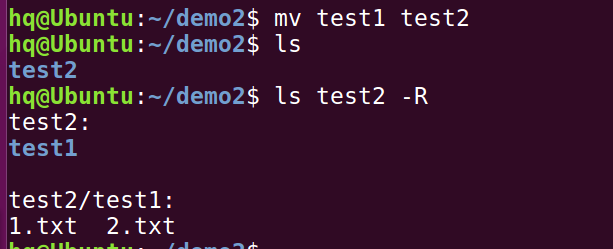 hq@Ubuntu:~/demo2$ mv test1 test2
hq@Ubuntu:~/demo2$ ls
test2
hq@Ubuntu:~/demo2$ ls test2 -R
test2:
test1
test2/test1:
1.txt  2.txt